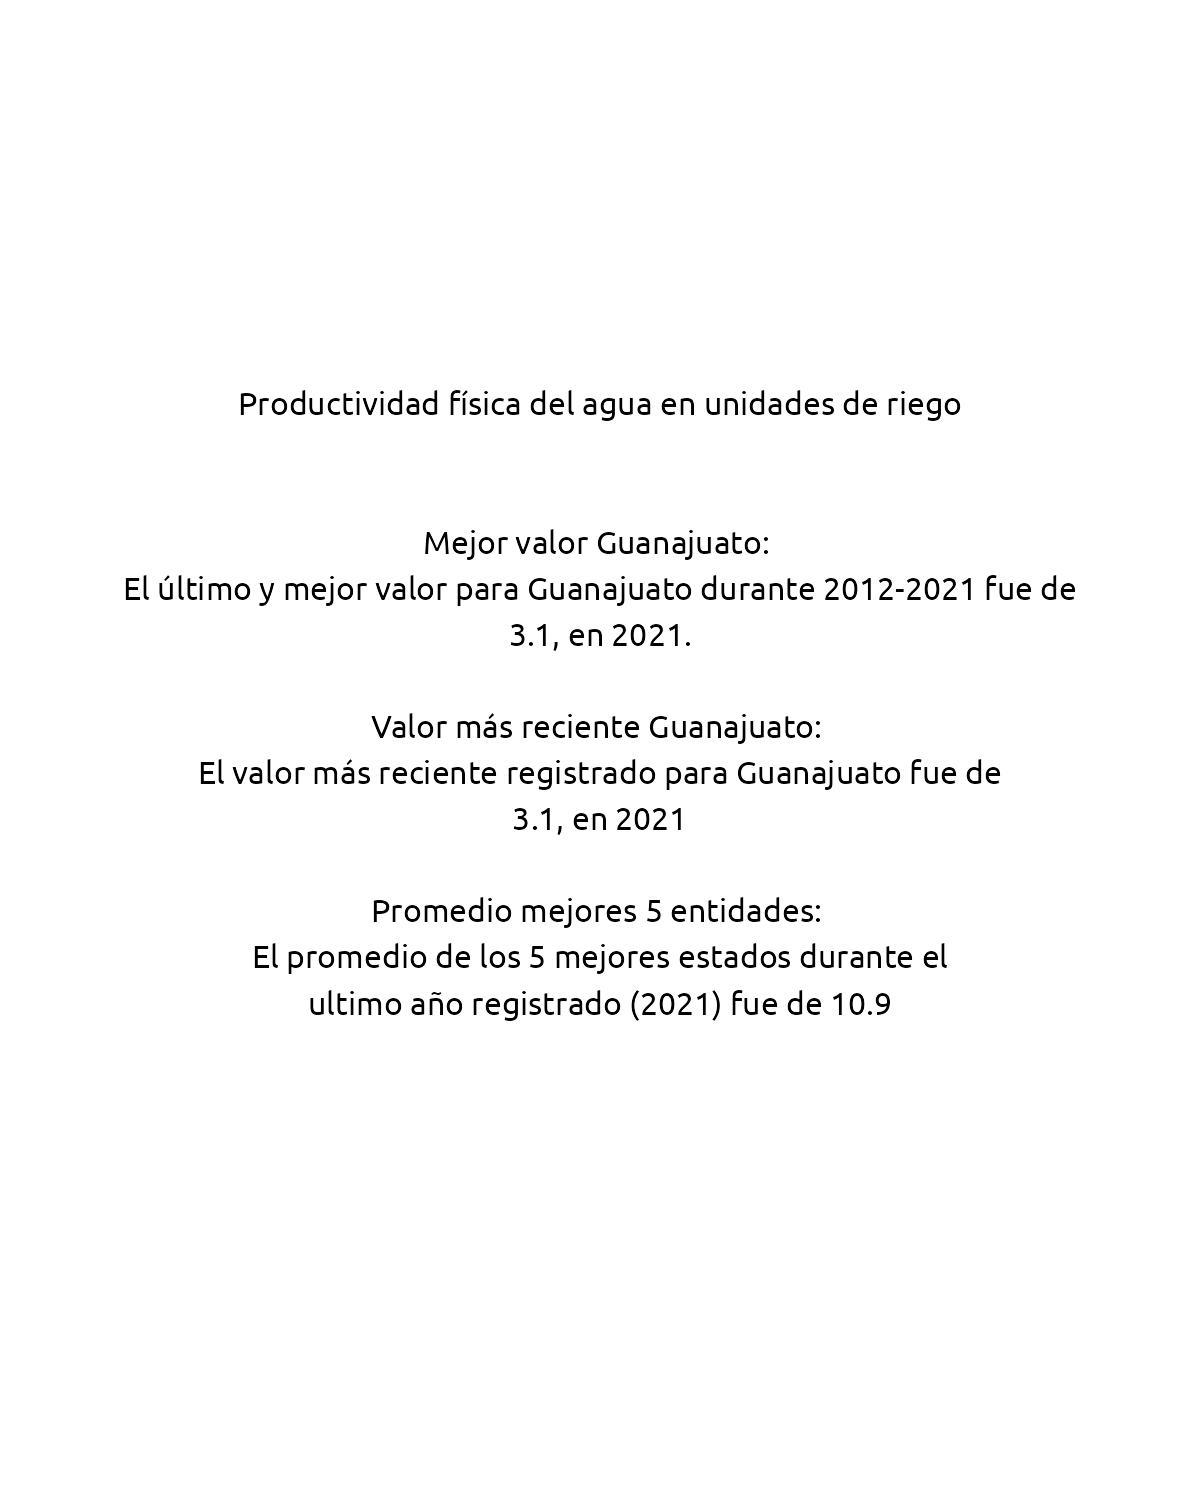 Productividad física del agua en unidades de riego
Mejor valor Guanajuato:
El último y mejor valor para Guanajuato durante 2012-2021 fue de
3.1, en 2021.
Valor más reciente Guanajuato:
El valor más reciente registrado para Guanajuato fue de
3.1, en 2021
Promedio mejores 5 entidades:
El promedio de los 5 mejores estados durante el
ultimo año registrado (2021) fue de 10.9